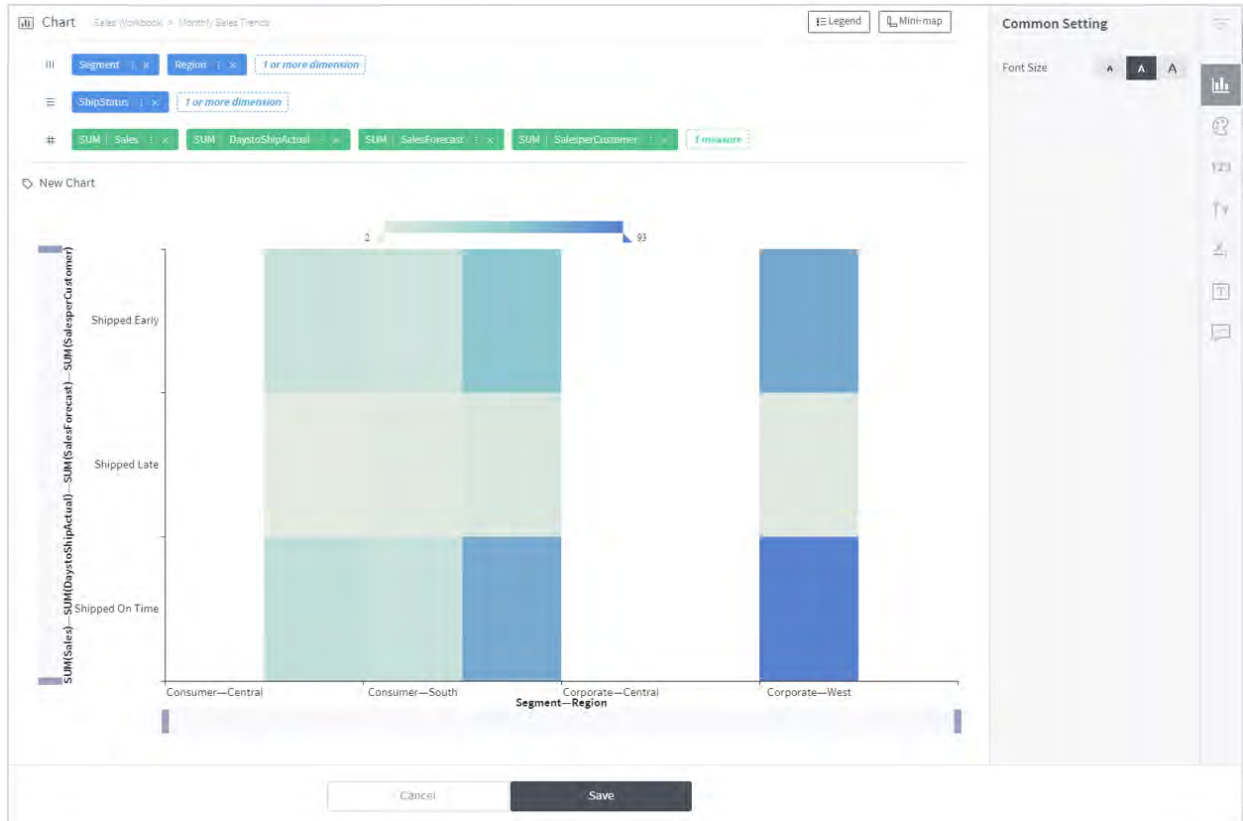 Chart Sales Workbook > Monthly Sales Trends Legend Mini-map
Common Setting
Segment Region 1 or more dimension
Font Size A A A
ShipStatus 1 or more dimension
SUM | Sales SUM | DaystoShipActual SUM | SalesForecast SUM | SalesperCustomer 1 measure
123
New Chart
2 93
SUM(Sales)—SUM(DaystoShipActual)—SUM(SalesForecast)—SUM(SalesperCustomer)
Shipped Early
Shipped Late
Shipped On Time
Consumer—Central Consumer—South Corporate—Central Corporate—West
Segment—Region
Cancel Save